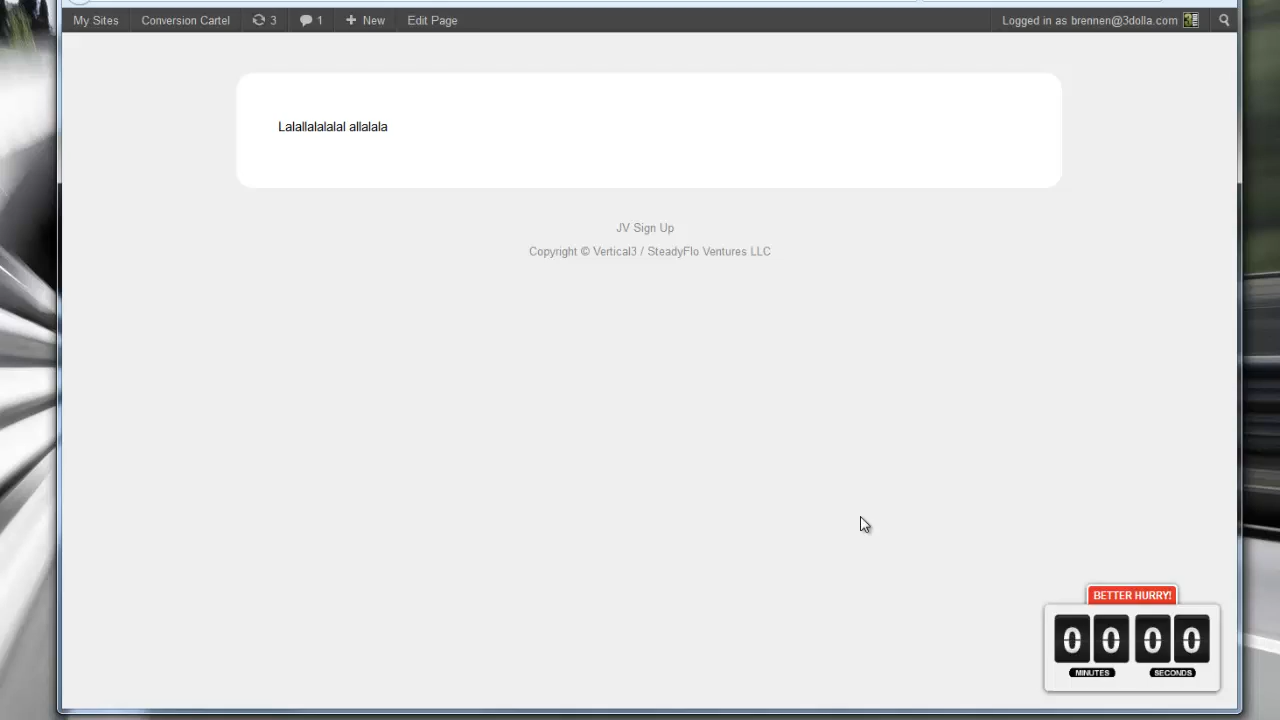 My Sites Conversion Cartel 3 1 New Edit Page Logged in as brennen@3dolla.com
Lalallalalalal allalala
JV Sign Up
Copyright © Vertical3 / SteadyFlo Ventures LLC
BETTER HURRY!
0 0 0 0
MINUTES SECONDS